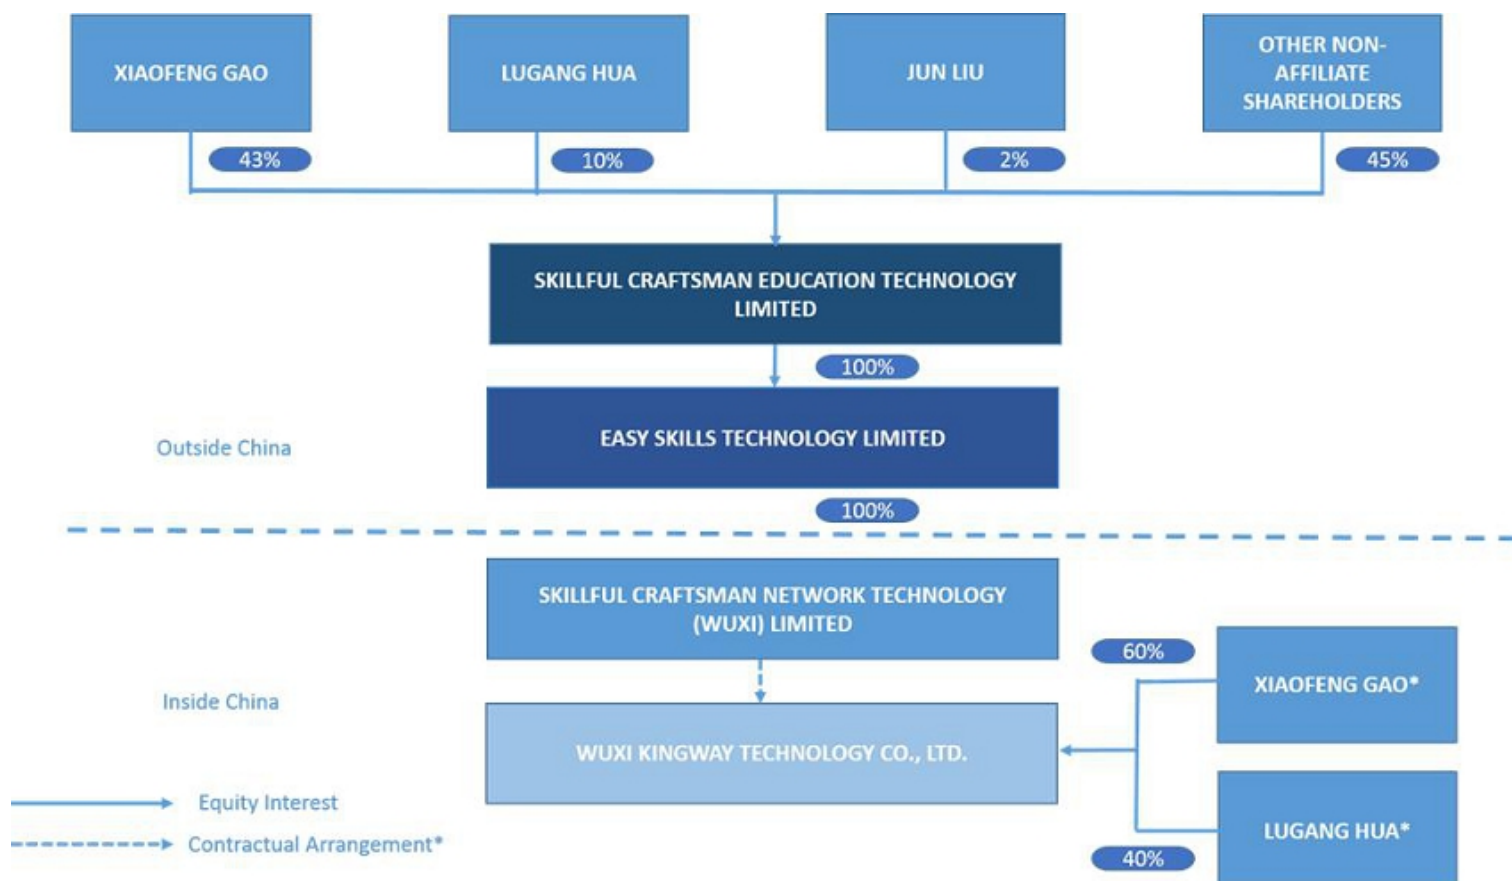 XIAOFENG GAO
LUGANG HUA
JUN LIU
OTHER NON-
AFFILIATE
SHAREHOLDERS
43%
10%
2%
45%
SKILLFUL CRAFTSMAN EDUCATION TECHNOLOGY
LIMITED
100%
EASY SKILLS TECHNOLOGY LIMITED
Outside China
100%
SKILLFUL CRAFTSMAN NETWORK TECHNOLOGY
(WUXI) LIMITED
60%
XIAOFENG GAO*
Inside China
WUXI KINGWAY TECHNOLOGY CO., LTD.
Equity Interest
Contractual Arrangement*
LUGANG HUA*
40%